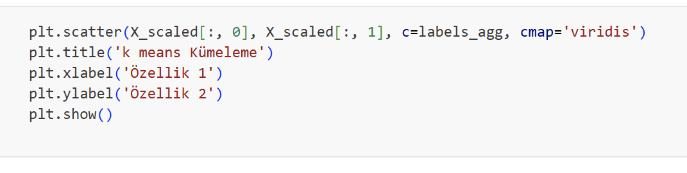 plt.scatter(X_scaled[:, 0], X_scaled[:, 1], c=labels_agg, cmap='viridis')
plt.title('k means Kümeleme')
plt.xlabel('Özellik 1')
plt.ylabel('Özellik 2')
plt.show()